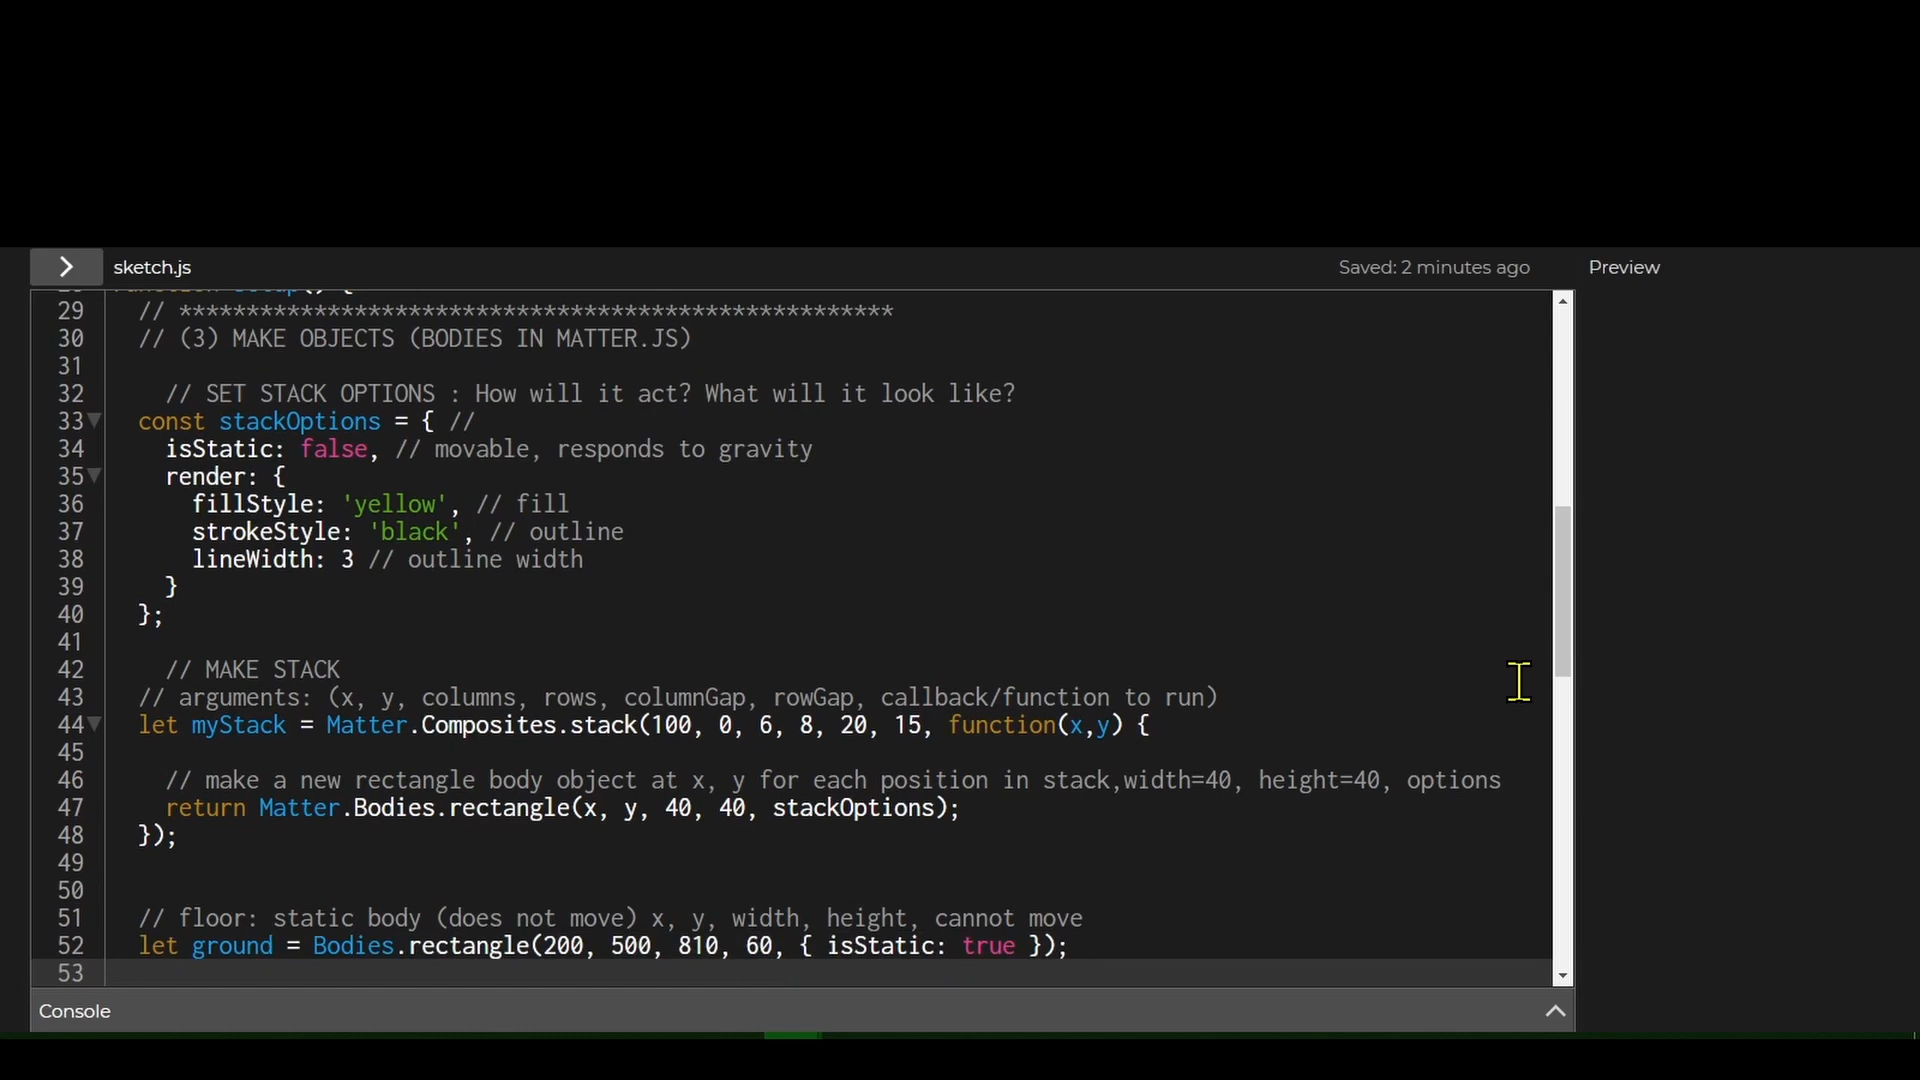 sketch.js
Saved: 2 minutes ago
Preview
29 // *****************************************************
30 // (3) MAKE OBJECTS (BODIES IN MATTER.JS)
31
32 // SET STACK OPTIONS : How will it act? What will it look like?
33 const stackOptions = { //
34 isStatic: false, // movable, responds to gravity
35 render: {
36 fillStyle: 'yellow', // fill
37 strokeStyle: 'black', // outline
38 lineWidth: 3 // outline width
39 }
40 };
41
42 // MAKE STACK
43 // arguments: (x, y, columns, rows, columnGap, rowGap, callback/function to run)
44 let myStack = Matter.Composites.stack(100, 0, 6, 8, 20, 15, function(x,y) {
45
46 // make a new rectangle body object at x, y for each position in stack,width=40, height=40, options
47 return Matter.Bodies.rectangle(x, y, 40, 40, stackOptions);
48 });
49
50
51 // floor: static body (does not move) x, y, width, height, cannot move
52 let ground = Bodies.rectangle(200, 500, 810, 60, { isStatic: true });
53
Console